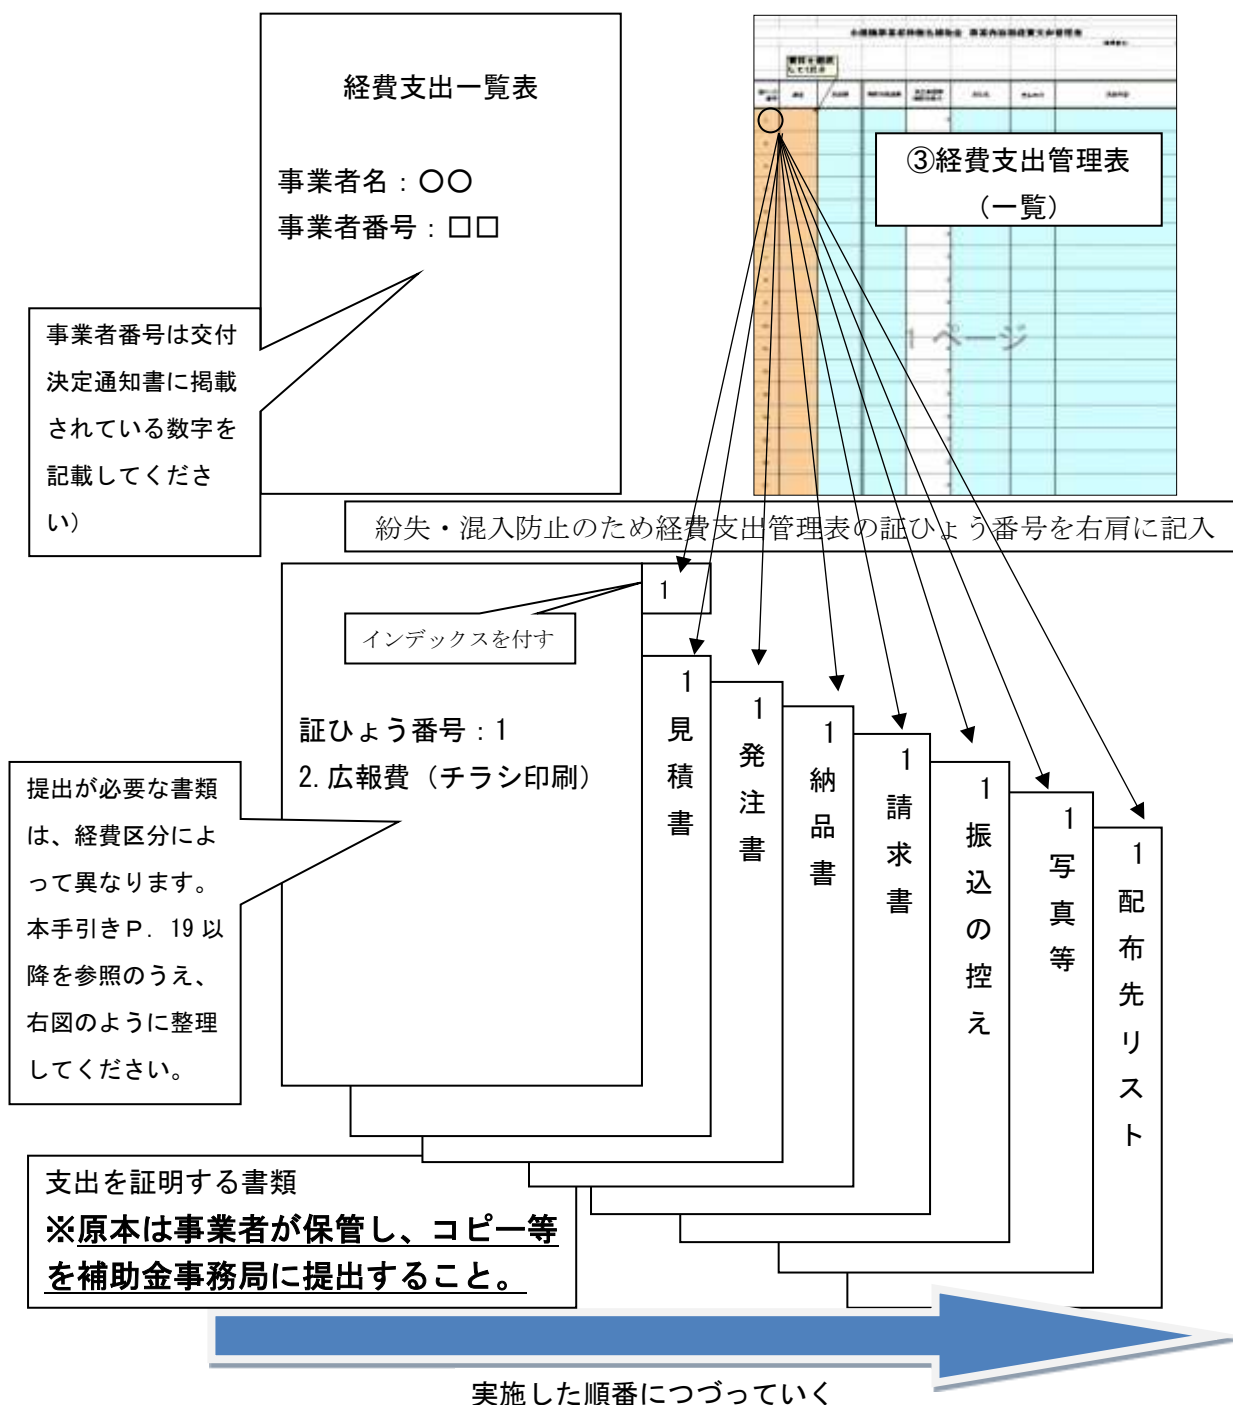 経費支出一覧表
事業者名：〇〇
事業者番号：□□
事業者番号は交付
決定通知書に掲載
されている数字を
記載してくださ
い）
③経費支出管理表
（一覧）
1 ページ
紛失・混入防止のため経費支出管理表の証ひょう番号を右肩に記入
1
インデックスを付す
証ひょう番号：1
2.広報費（チラシ印刷）
提出が必要な書類
は、経費区分によ
って異なります。
本手引きＰ．19 以
降を参照のうえ、
右図のように整理
してください。
1見積書
1発注書
1納品書
1請求書
1振込の控え
1写真等
1配布先リスト
支出を証明する書類
※原本は事業者が保管し、コピー等
を補助金事務局に提出すること。
実施した順番につづっていく